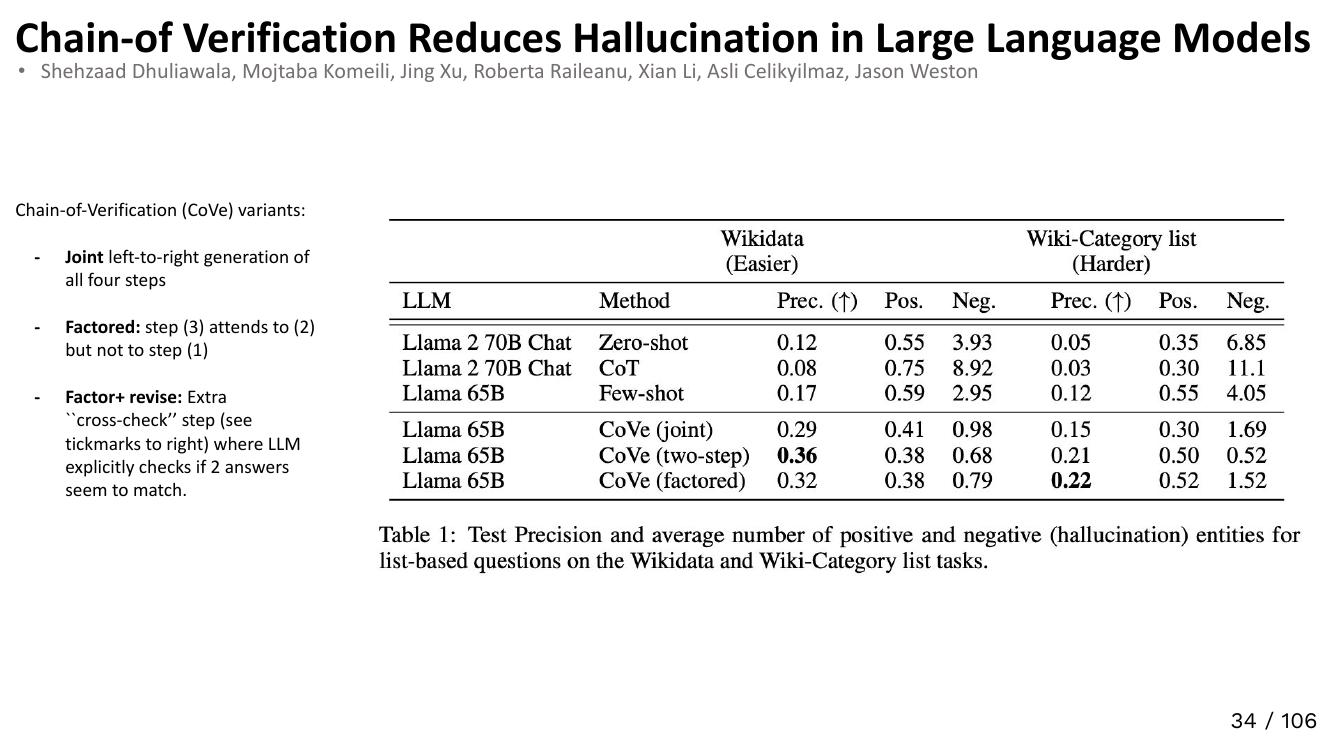 Chain-of Verification Reduces Hallucination in Large Language Models
• Shehzaad Dhuliawala, Mojtaba Komeili, Jing Xu, Roberta Raileanu, Xian Li, Asli Celikyilmaz, Jason Weston
Chain-of-Verification (CoVe) variants:
- Joint left-to-right generation of
all four steps
- Factored: step (3) attends to (2)
but not to step (1)
- Factor+ revise: Extra
``cross-check’’ step (see
tickmarks to right) where LLM
explicitly checks if 2 answers
seem to match.
Wikidata Wiki-Category list
(Easier) (Harder)
LLM Method Prec. (↑) Pos. Neg. Prec. (↑) Pos. Neg.
Llama 2 70B Chat Zero-shot 0.12 0.55 3.93 0.05 0.35 6.85
Llama 2 70B Chat CoT 0.08 0.75 8.92 0.03 0.30 11.1
Llama 65B Few-shot 0.17 0.59 2.95 0.12 0.55 4.05
Llama 65B CoVe (joint) 0.29 0.41 0.98 0.15 0.30 1.69
Llama 65B CoVe (two-step) 0.36 0.38 0.68 0.21 0.50 0.52
Llama 65B CoVe (factored) 0.32 0.38 0.79 0.22 0.52 1.52
Table 1: Test Precision and average number of positive and negative (hallucination) entities for
list-based questions on the Wikidata and Wiki-Category list tasks.
34 / 106